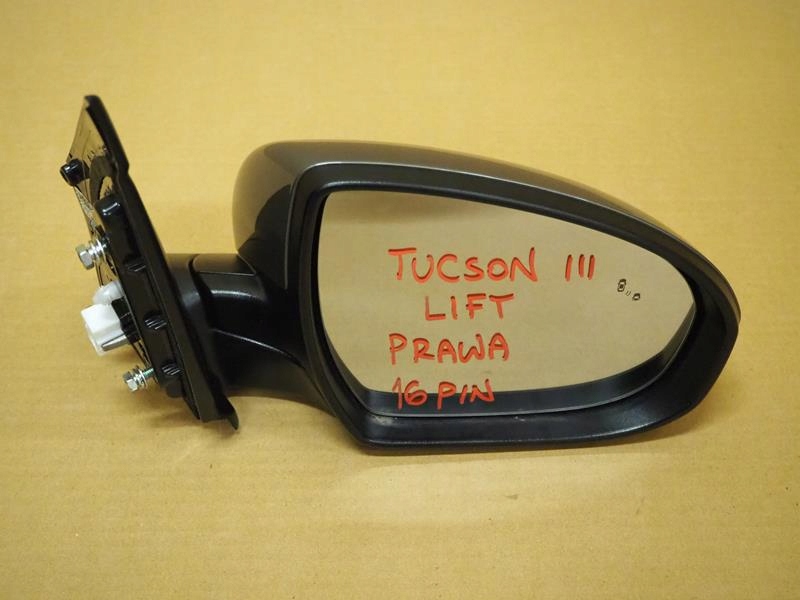 TUCSON III
LIFT
PRAWA
16 PIN